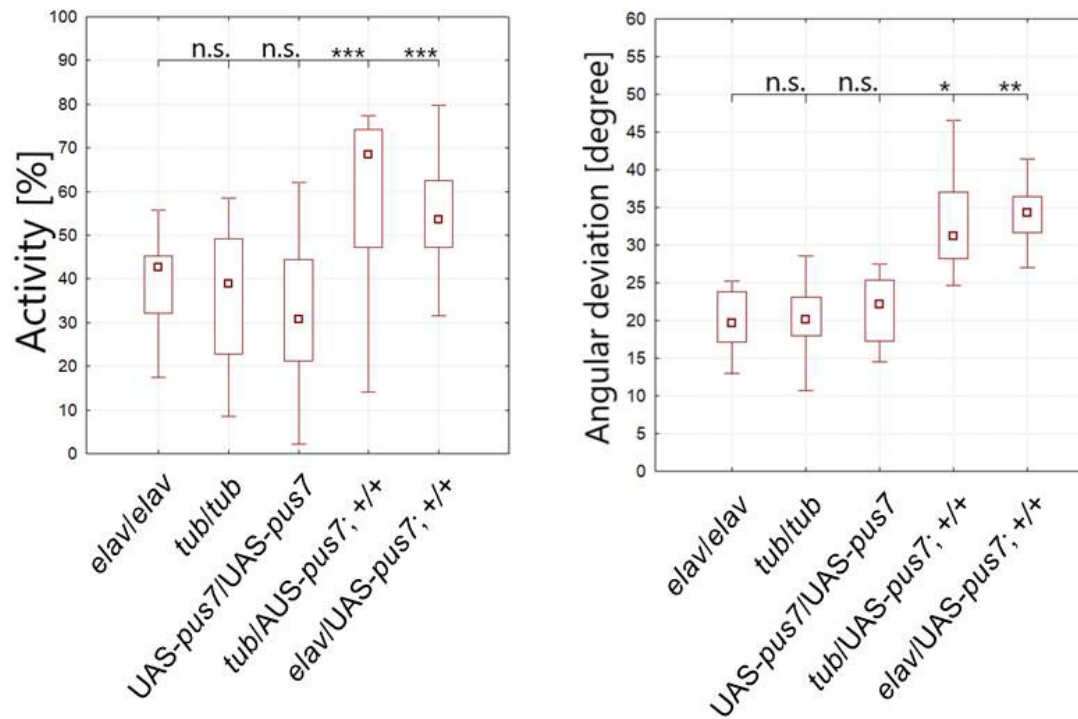 Activity [%]
100
90
80
70
60
50
40
30
20
10
0
n.s. n.s. *** ***
elav/elav
tub/tub
UAS-pus7/UAS-pus7
tub/AUS-pus7; +/+
elav/UAS-pus7; +/+
Angular deviation [degree]
60
55
50
45
40
35
30
25
20
15
10
5
0
n.s. n.s. * **
elav/elav
tub/tub
UAS-pus7/UAS-pus7
tub/UAS-pus7; +/+
elav/UAS-pus7; +/+